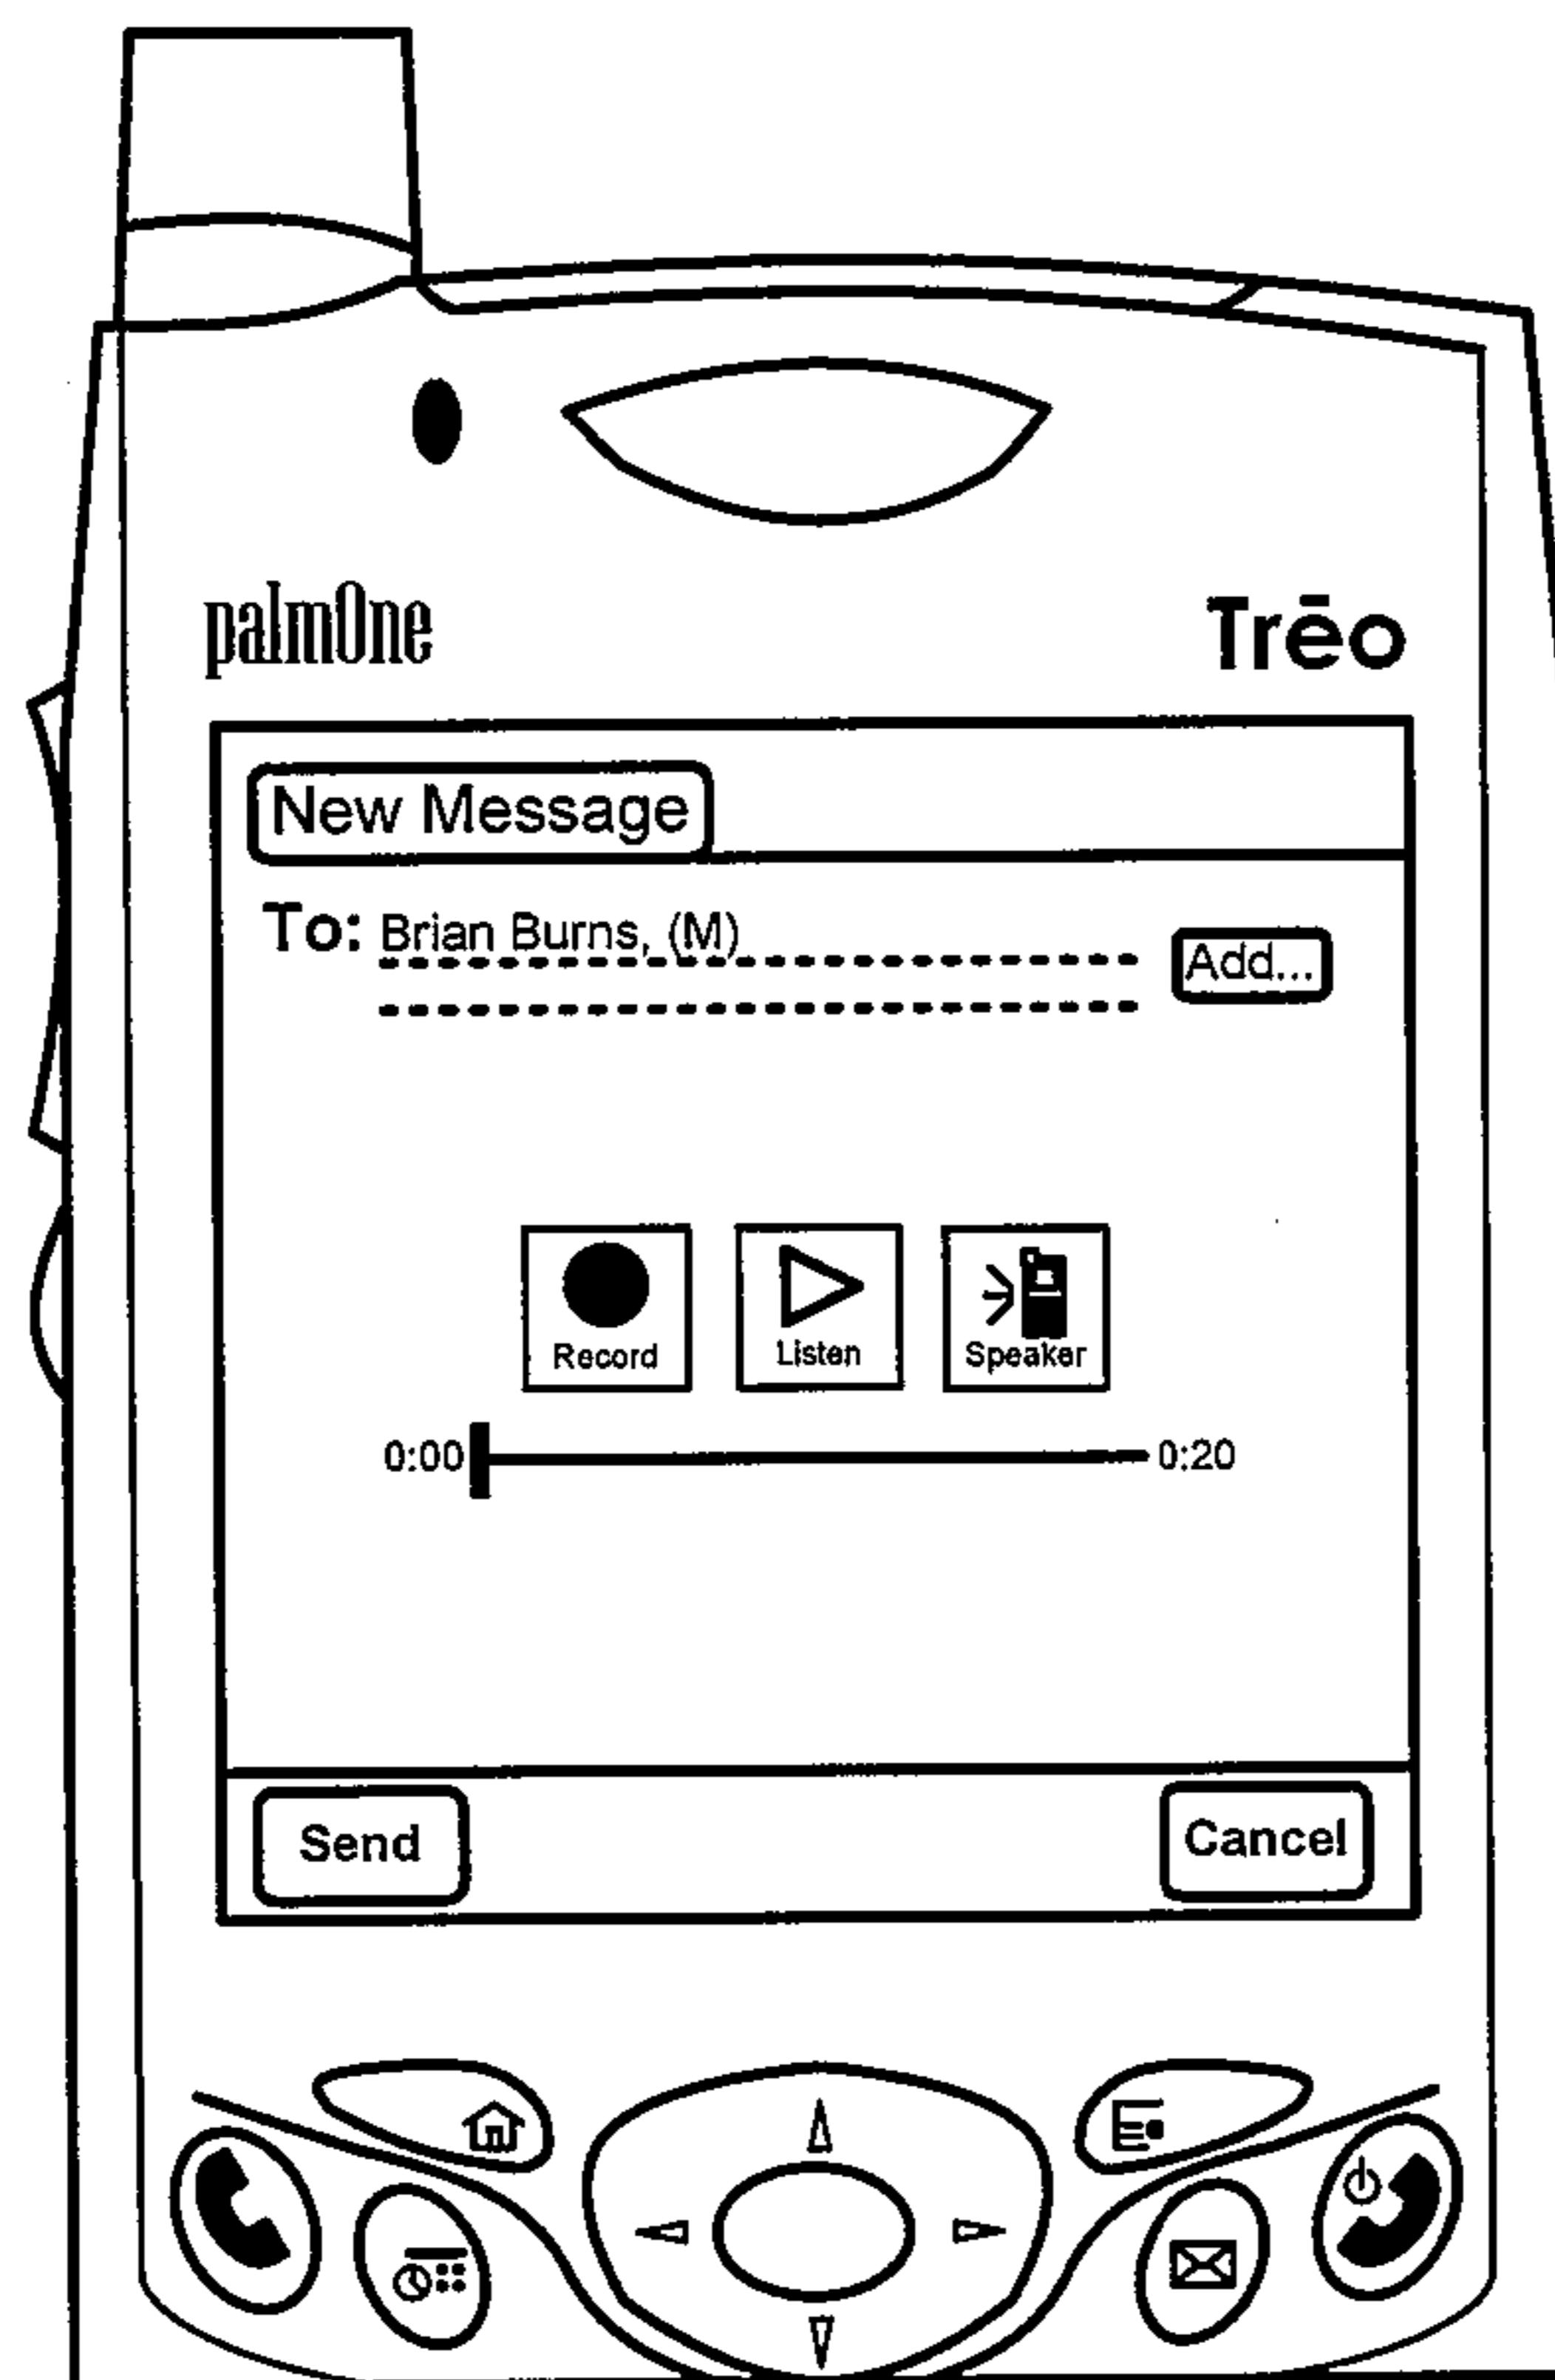 palmOne Trēo
New Message
To: Brian Burns, (M)
Add...
Record Listen Speaker
0:00 0:20
Send Cancel